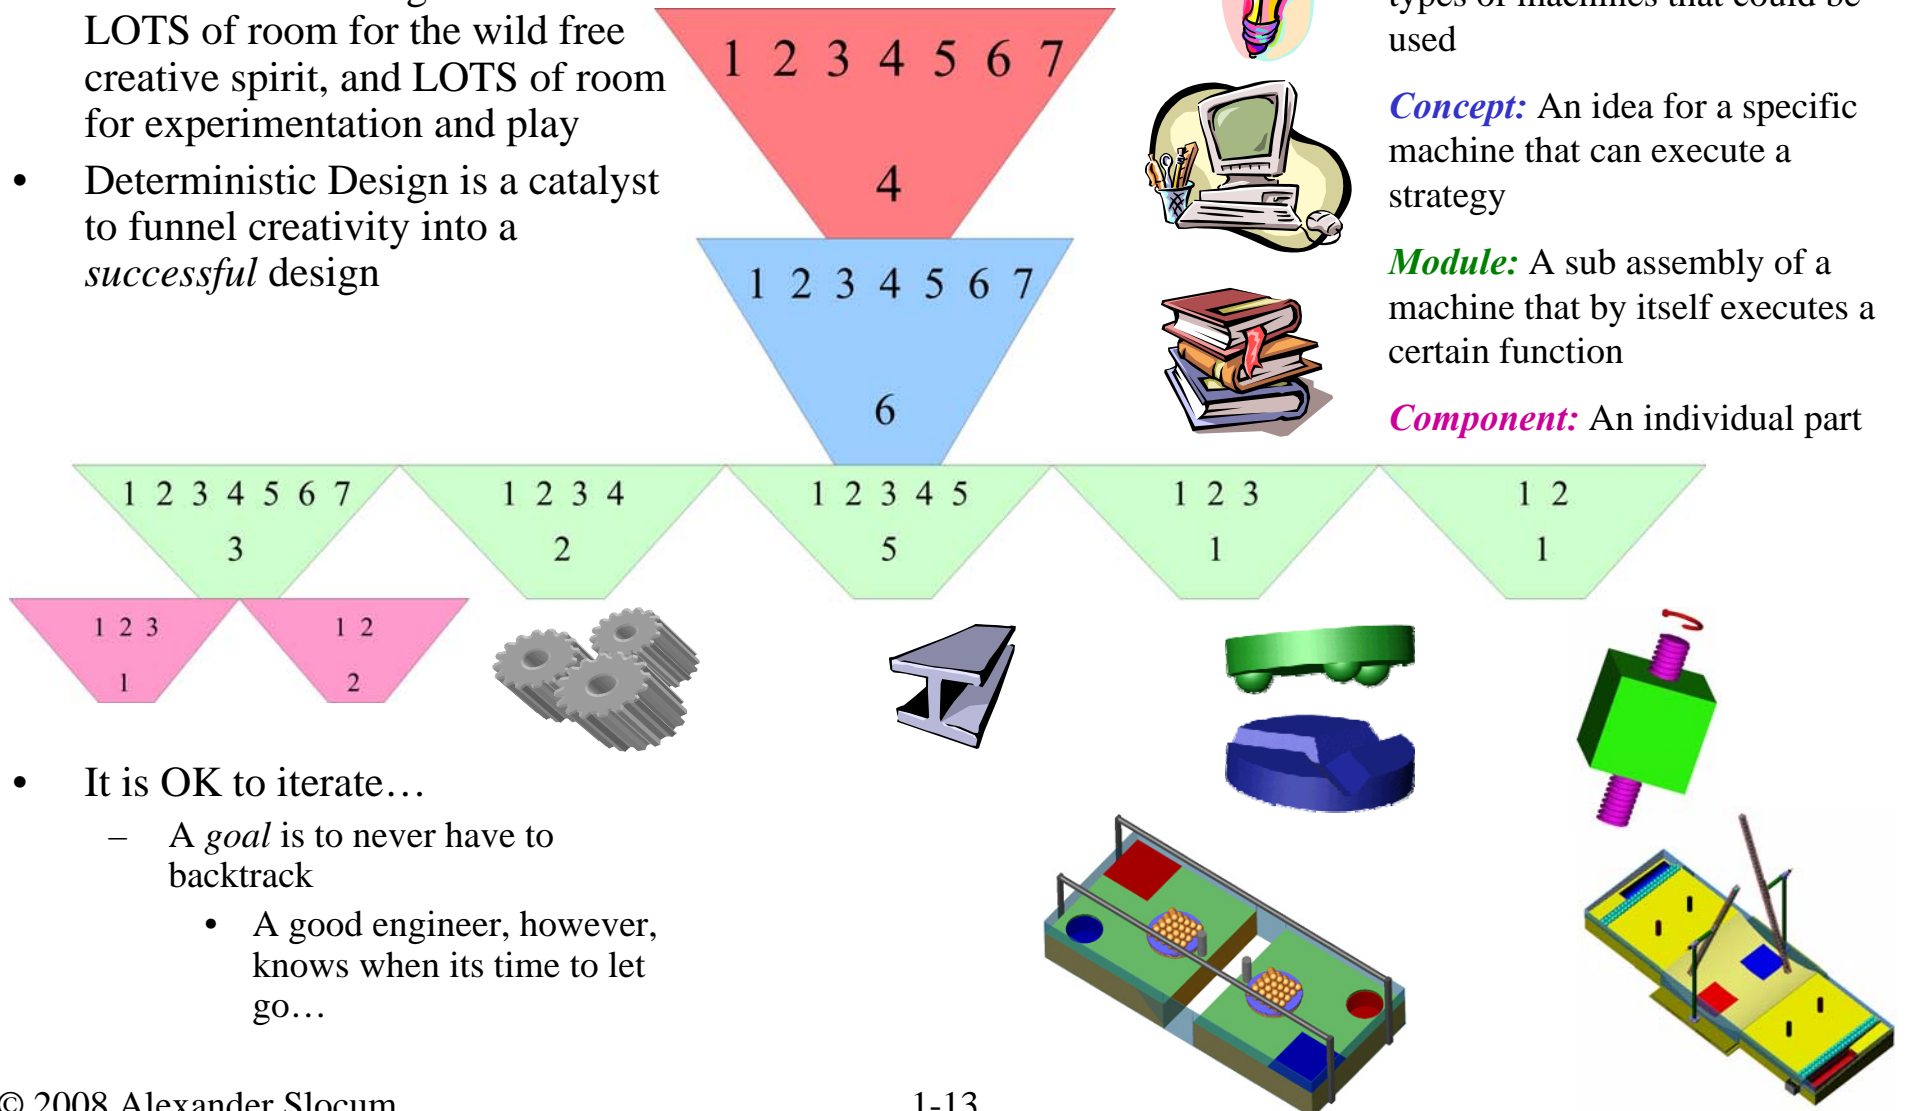 LOTS of room for the wild free
creative spirit, and LOTS of room
for experimentation and play
• Deterministic Design is a catalyst
to funnel creativity into a
successful design
1 2 3 4 5 6 7
4
1 2 3 4 5 6 7
6
used
Concept: An idea for a specific
machine that can execute a
strategy
Module: A sub assembly of a
machine that by itself executes a
certain function
Component: An individual part
1 2 3 4 5 6 7
3
1 2 3 4
2
1 2 3 4 5
5
1 2 3
1
1 2
1
1 2 3
1
1 2
2
• It is OK to iterate…
– A goal is to never have to
backtrack
• A good engineer, however,
knows when its time to let
go…
© 2008 Alexander Slocum
1-13